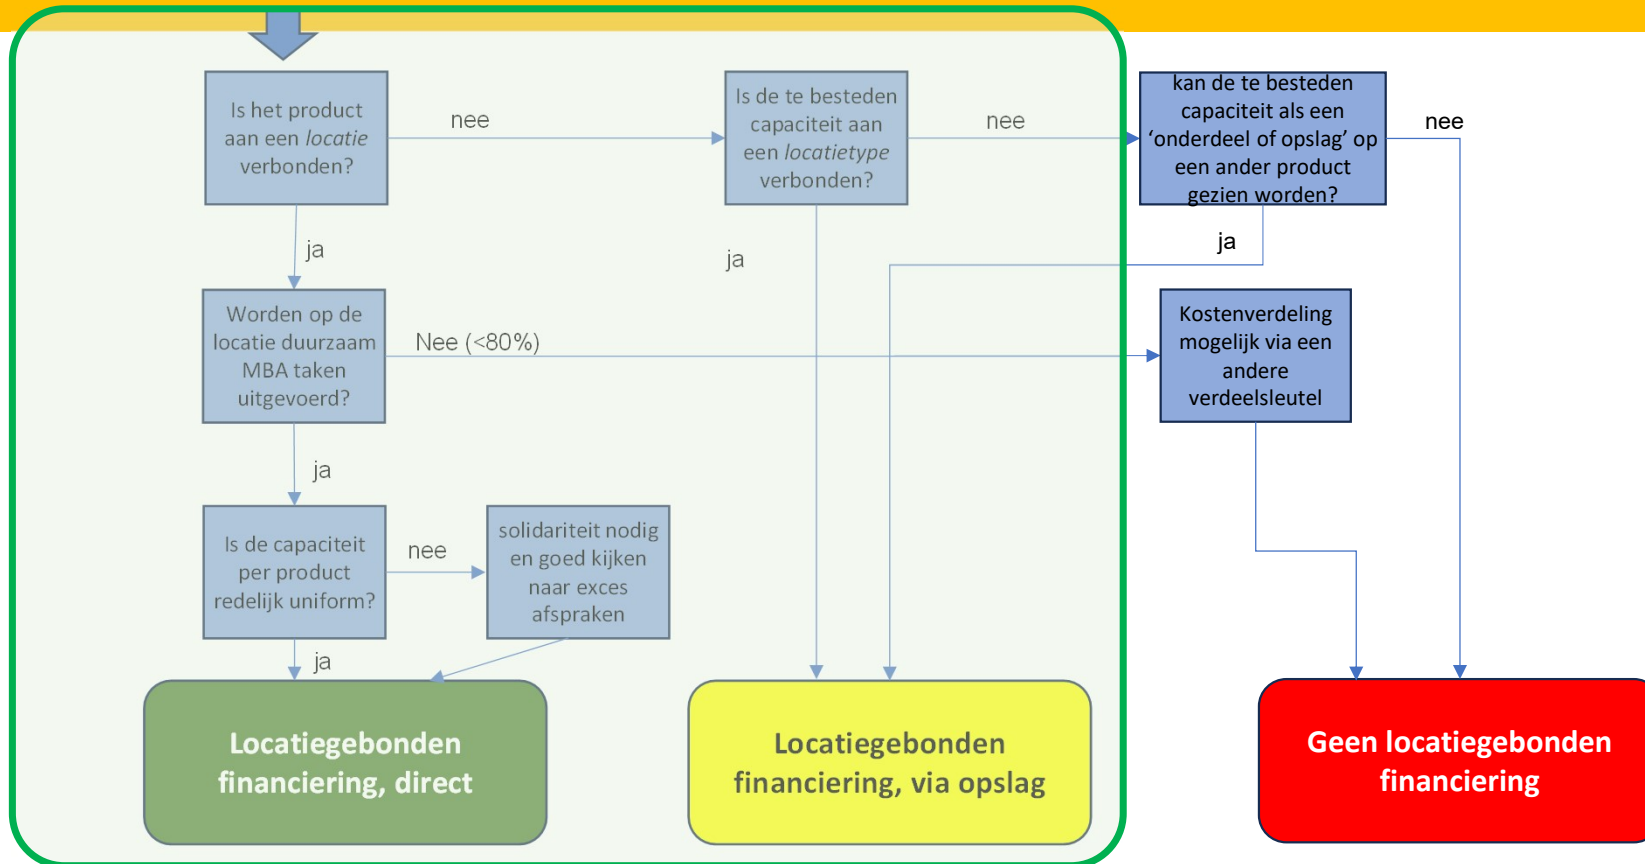 Is het product
aan een locatie
verbonden?
nee
Is de te besteden
capaciteit aan
een locatietype
verbonden?
nee
kan de te besteden
capaciteit als een
‘onderdeel of opslag’ op
een ander product
gezien worden?
nee
ja
ja
ja
Worden op de
locatie duurzaam
MBA taken
uitgevoerd?
Nee (<80%)
Kostenverdeling
mogelijk via een
andere
verdeelsleutel
ja
Is de capaciteit
per product
redelijk uniform?
nee
solidariteit nodig
en goed kijken
naar exces
afspraken
ja
Locatiegebonden
financiering, direct
Locatiegebonden
financiering, via opslag
Geen locatiegebonden
financiering